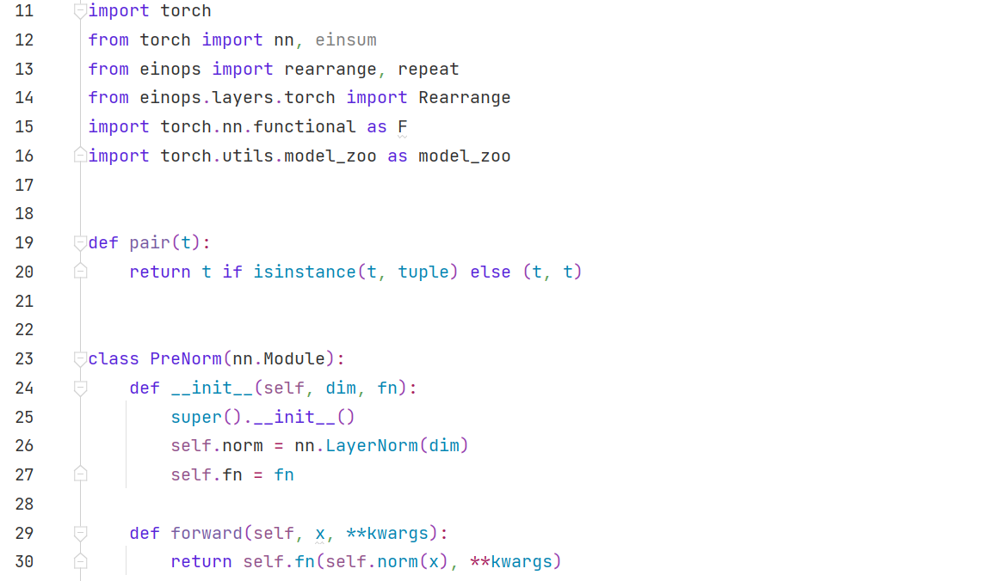 11 import torch
12 from torch import nn, einsum
13 from einops import rearrange, repeat
14 from einops.layers.torch import Rearrange
15 import torch.nn.functional as F
16 import torch.utils.model_zoo as model_zoo
17
18
19 def pair(t):
20     return t if isinstance(t, tuple) else (t, t)
21
22
23 class PreNorm(nn.Module):
24     def __init__(self, dim, fn):
25         super().__init__()
26         self.norm = nn.LayerNorm(dim)
27         self.fn = fn
28
29     def forward(self, x, **kwargs):
30         return self.fn(self.norm(x), **kwargs)